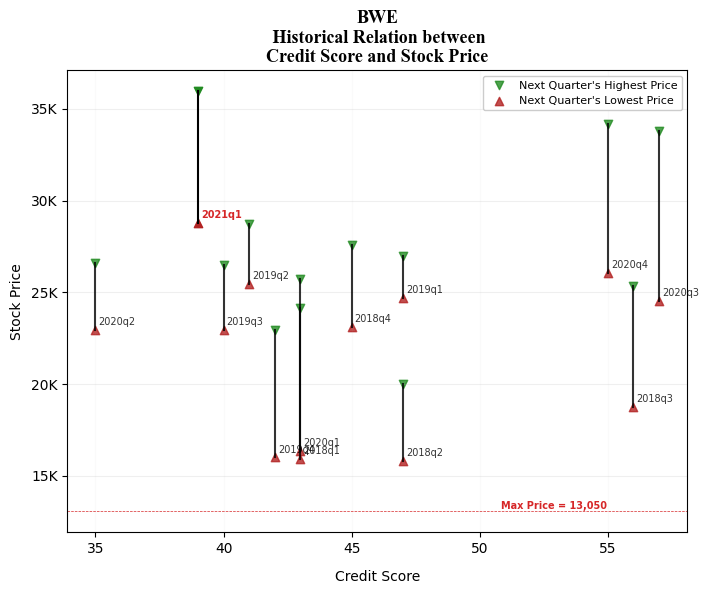 BWE
Historical Relation between
Credit Score and Stock Price
Next Quarter's Highest Price
Next Quarter's Lowest Price
35K
30K
25K
20K
15K
Stock Price
2021q1
2019q2
2020q2
2019q3
2018q4
2019q1
2020q4
2020q3
2018q3
2020q1
2018q1
2018q2
Max Price = 13,050
35
40
45
50
55
Credit Score